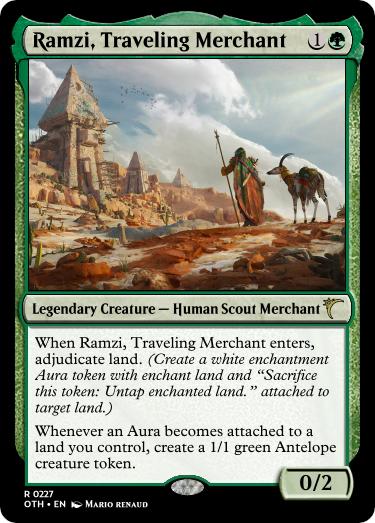 Ramzi, Traveling Merchant 1
Legendary Creature — Human Scout Merchant
When Ramzi, Traveling Merchant enters,
adjudicate land. (Create a white enchantment
Aura token with enchant land and “Sacrifice
this token: Untap enchanted land.” attached to
target land.)
Whenever an Aura becomes attached to a
land you control, create a 1/1 green Antelope
creature token.
0/2
R 0227
OTH • EN Mario Renaud